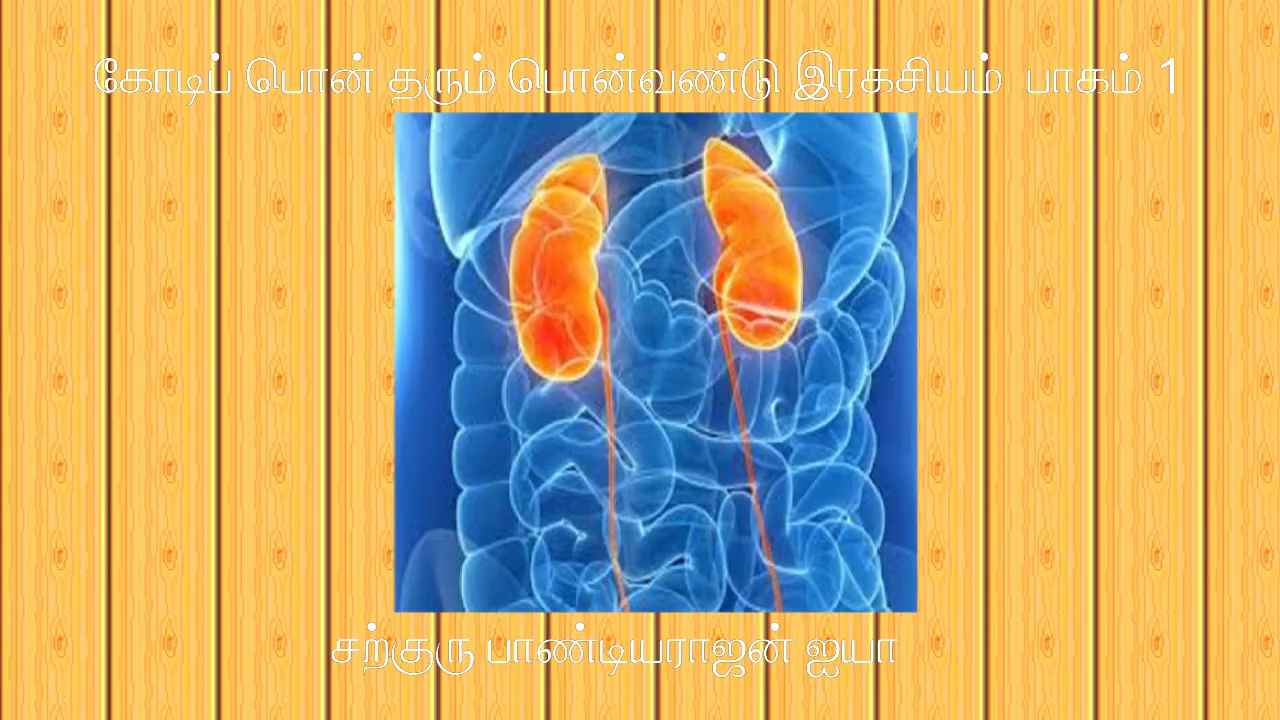 கோடிப் பொன் தரும் பொன்வண்டு இரகசியம் பாகம் 1
சற்குரு பாண்டியராஜன் ஐயா